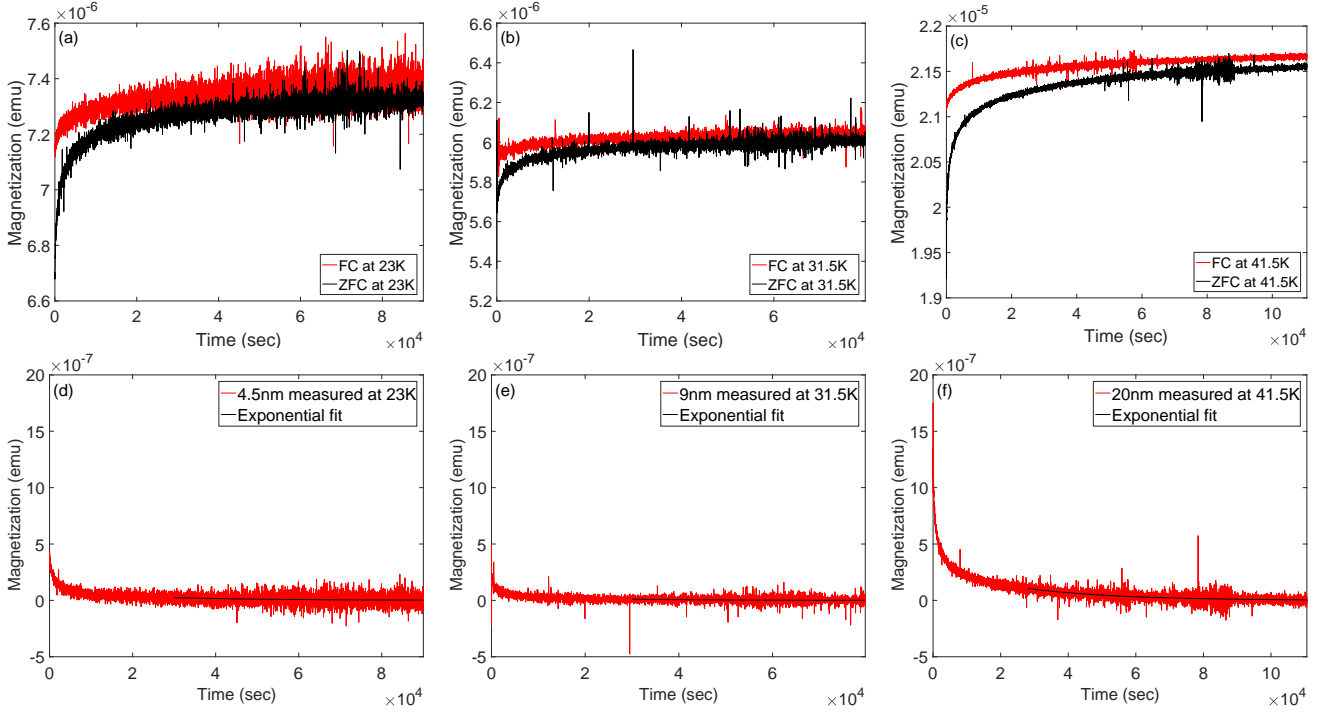 ×10⁻⁶
(a)
7.6
7.4
7.2
7
6.8
6.6
Magnetization (emu)
FC at 23K
ZFC at 23K
0 2 4 6 8
Time (sec)
×10⁴
×10⁻⁶
(b)
6.6
6.4
6.2
6
5.8
5.6
5.4
5.2
Magnetization (emu)
FC at 31.5K
ZFC at 31.5K
0 2 4 6
Time (sec)
×10⁴
×10⁻⁵
(c)
2.2
2.15
2.1
2.05
2
1.95
1.9
Magnetization (emu)
FC at 41.5K
ZFC at 41.5K
0 2 4 6 8 10
Time (sec)
×10⁴
×10⁻⁷
(d)
20
15
10
5
0
-5
Magnetization (emu)
4.5nm measured at 23K
Exponential fit
0 2 4 6 8
Time (sec)
×10⁴
×10⁻⁷
(e)
20
15
10
5
0
-5
Magnetization (emu)
9nm measured at 31.5K
Exponential fit
0 2 4 6
Time (sec)
×10⁴
×10⁻⁷
(f)
20
15
10
5
0
-5
Magnetization (emu)
20nm measured at 41.5K
Exponential fit
0 2 4 6 8 10
Time (sec)
×10⁴